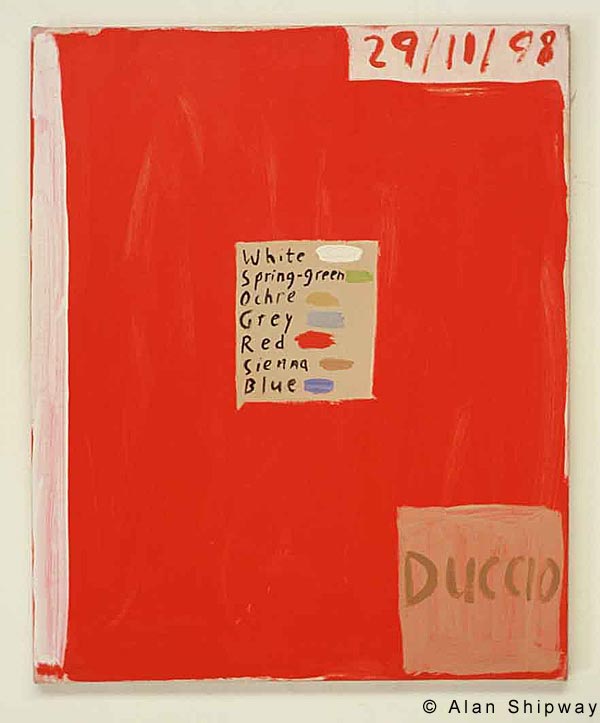 29/11/98
White
Spring-green
Ochre
Grey
Red
Sienna
Blue
DUCCIO
© Alan Shipway